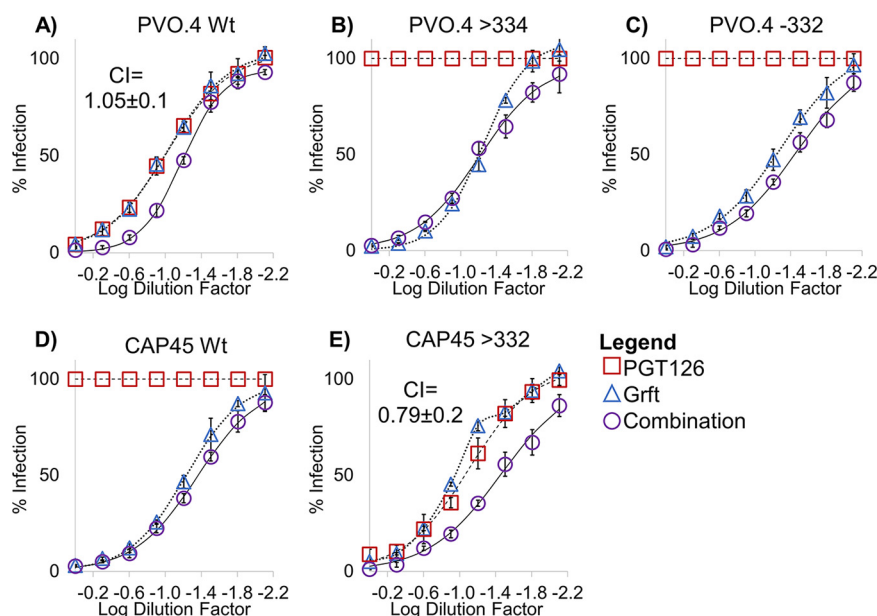 A) PVO.4 Wt
CI=
1.05±0.1
% Infection
100
50
0
-0.2 -0.6 -1.0 -1.4 -1.8 -2.2
Log Dilution Factor
B) PVO.4 >334
% Infection
100
50
0
-0.2 -0.6 -1.0 -1.4 -1.8 -2.2
Log Dilution Factor
C) PVO.4 -332
% Infection
100
50
0
-0.2 -0.6 -1.0 -1.4 -1.8 -2.2
Log Dilution Factor
D) CAP45 Wt
% Infection
100
50
0
-0.2 -0.6 -1.0 -1.4 -1.8 -2.2
Log Dilution Factor
E) CAP45 >332
CI=
0.79±0.2
% Infection
100
50
0
-0.2 -0.6 -1.0 -1.4 -1.8 -2.2
Log Dilution Factor
Legend
PGT126
Grft
Combination